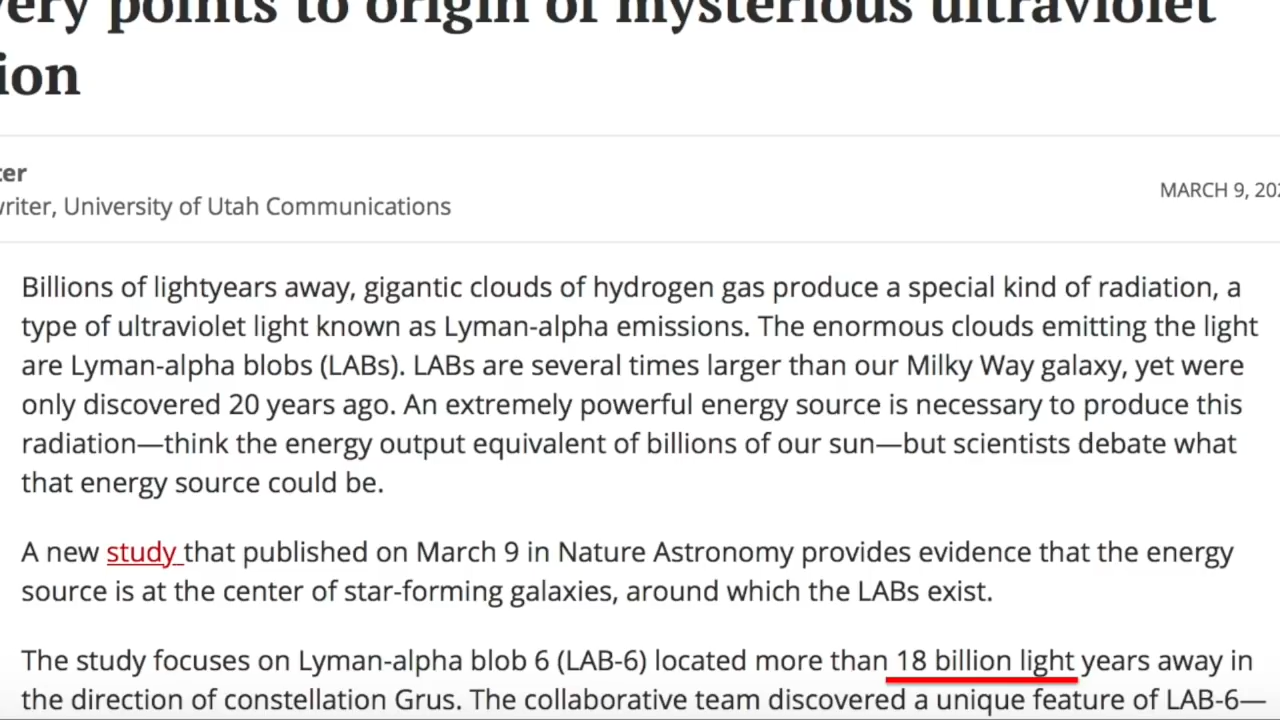 very points to origin of mysterious ultraviolet
ion
ter
writer, University of Utah Communications
MARCH 9, 202
Billions of lightyears away, gigantic clouds of hydrogen gas produce a special kind of radiation, a
type of ultraviolet light known as Lyman-alpha emissions. The enormous clouds emitting the light
are Lyman-alpha blobs (LABs). LABs are several times larger than our Milky Way galaxy, yet were
only discovered 20 years ago. An extremely powerful energy source is necessary to produce this
radiation—think the energy output equivalent of billions of our sun—but scientists debate what
that energy source could be.
A new study that published on March 9 in Nature Astronomy provides evidence that the energy
source is at the center of star-forming galaxies, around which the LABs exist.
The study focuses on Lyman-alpha blob 6 (LAB-6) located more than 18 billion light years away in
the direction of constellation Grus. The collaborative team discovered a unique feature of LAB-6—